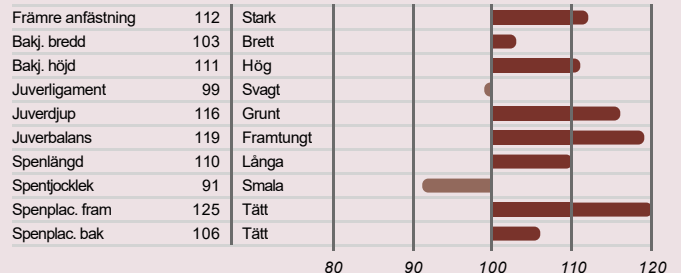 Främre anfästning 112 Stark
Bakj. bredd 103 Brett
Bakj. höjd 111 Hög
Juverligament 99 Svagt
Juverdjup 116 Grunt
Juverbalans 119 Framtungt
Spenlängd 110 Långa
Spentjocklek 91 Smala
Spenplac. fram 125 Tätt
Spenplac. bak 106 Tätt
80 90 100 110 120